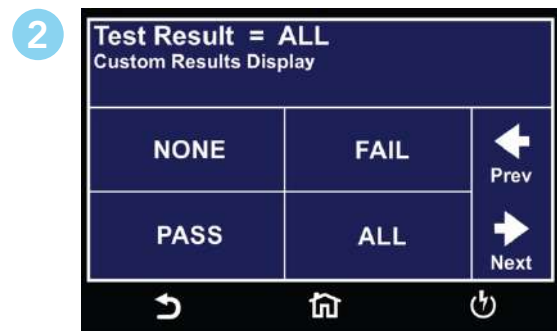 2
Test Result = ALL
Custom Results Display
NONE
FAIL
Prev
PASS
ALL
Next